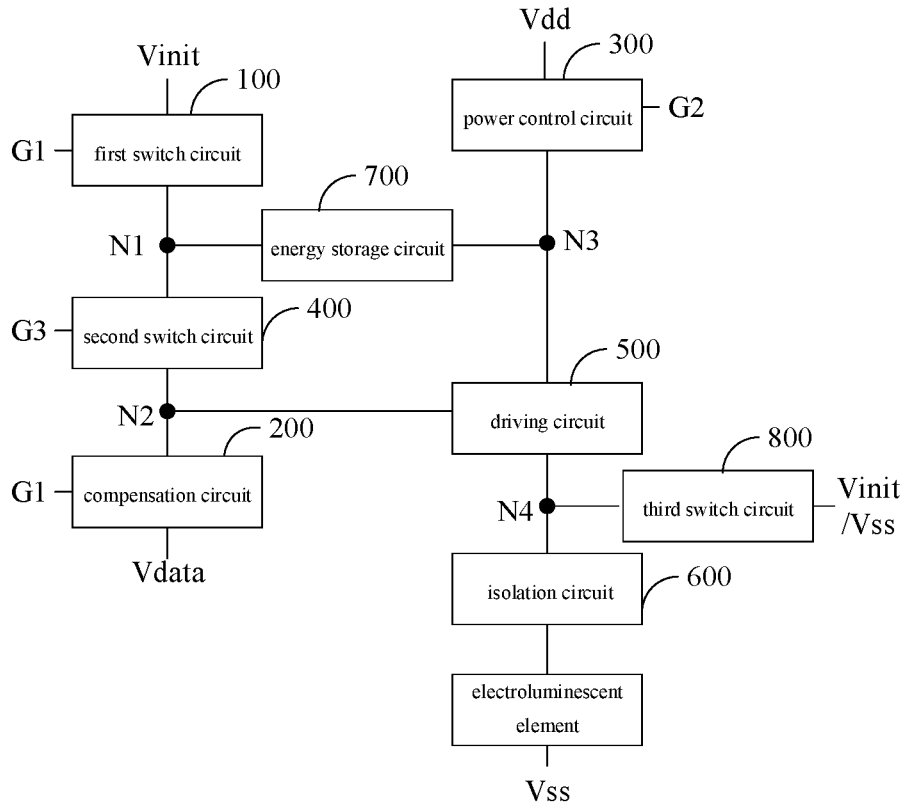 Vdd
300
Vinit
100
power control circuit
G2
G1
first switch circuit
700
N1
energy storage circuit
N3
G3
second switch circuit
400
500
N2
driving circuit
200
800
G1
compensation circuit
N4
third switch circuit
Vinit
/Vss
Vdata
isolation circuit
600
electroluminescent
element
Vss